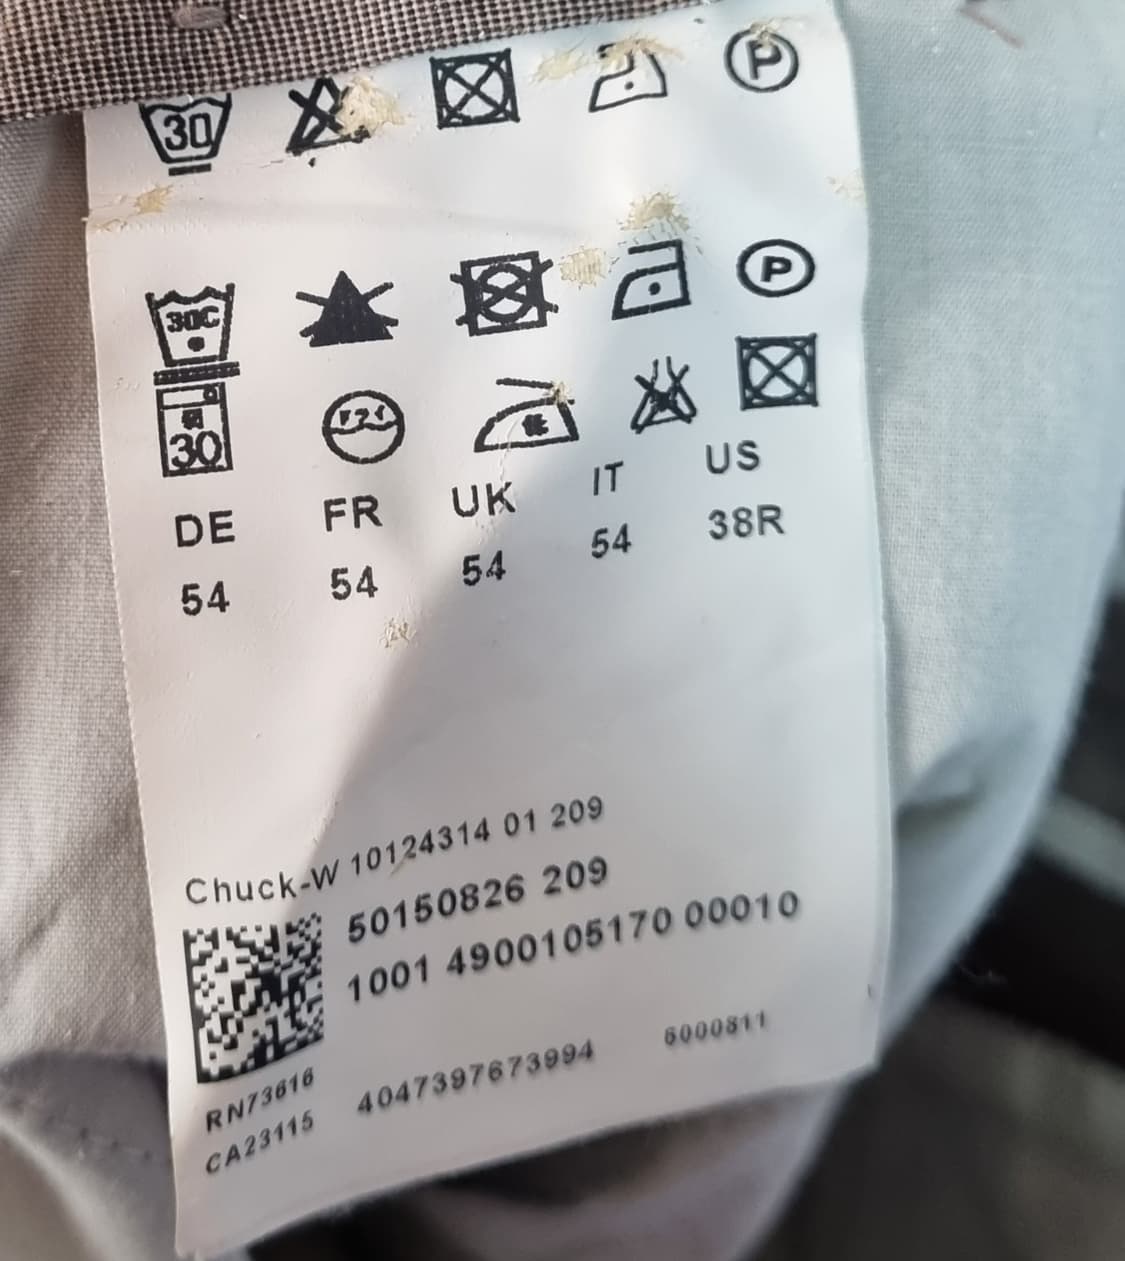 30 P
30C P
30
DE FR UK IT US
54 54 54 54 38R
Chuck-W 10124314 01 209
50150826 209
1001 4900105170 00010
RN73616 4047397673994 6000811
CA23115